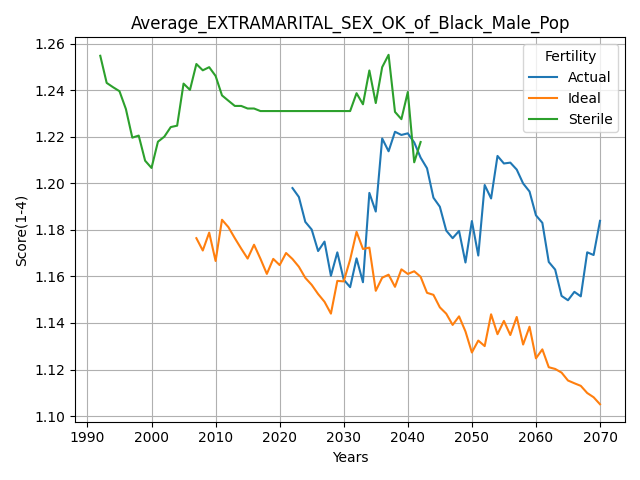 Average_EXTRAMARITAL_SEX_OK_of_Black_Male_Pop
1.26
1.24
1.22
1.20
1.18
1.16
1.14
1.12
1.10
Score(1-4)
Fertility
Actual
Ideal
Sterile
1990 2000 2010 2020 2030 2040 2050 2060 2070
Years